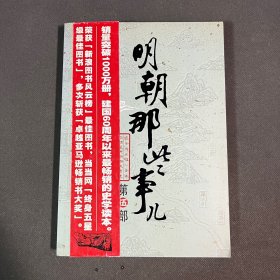 明朝那些事儿
第五部
销量突破1000万册，建国60周年以来最畅销的史学读本。
荣获「新浪图书风云榜」最佳图书，当当网「终身五星
级最佳图书」，多次斩获「卓越亚马逊畅销书大奖」。